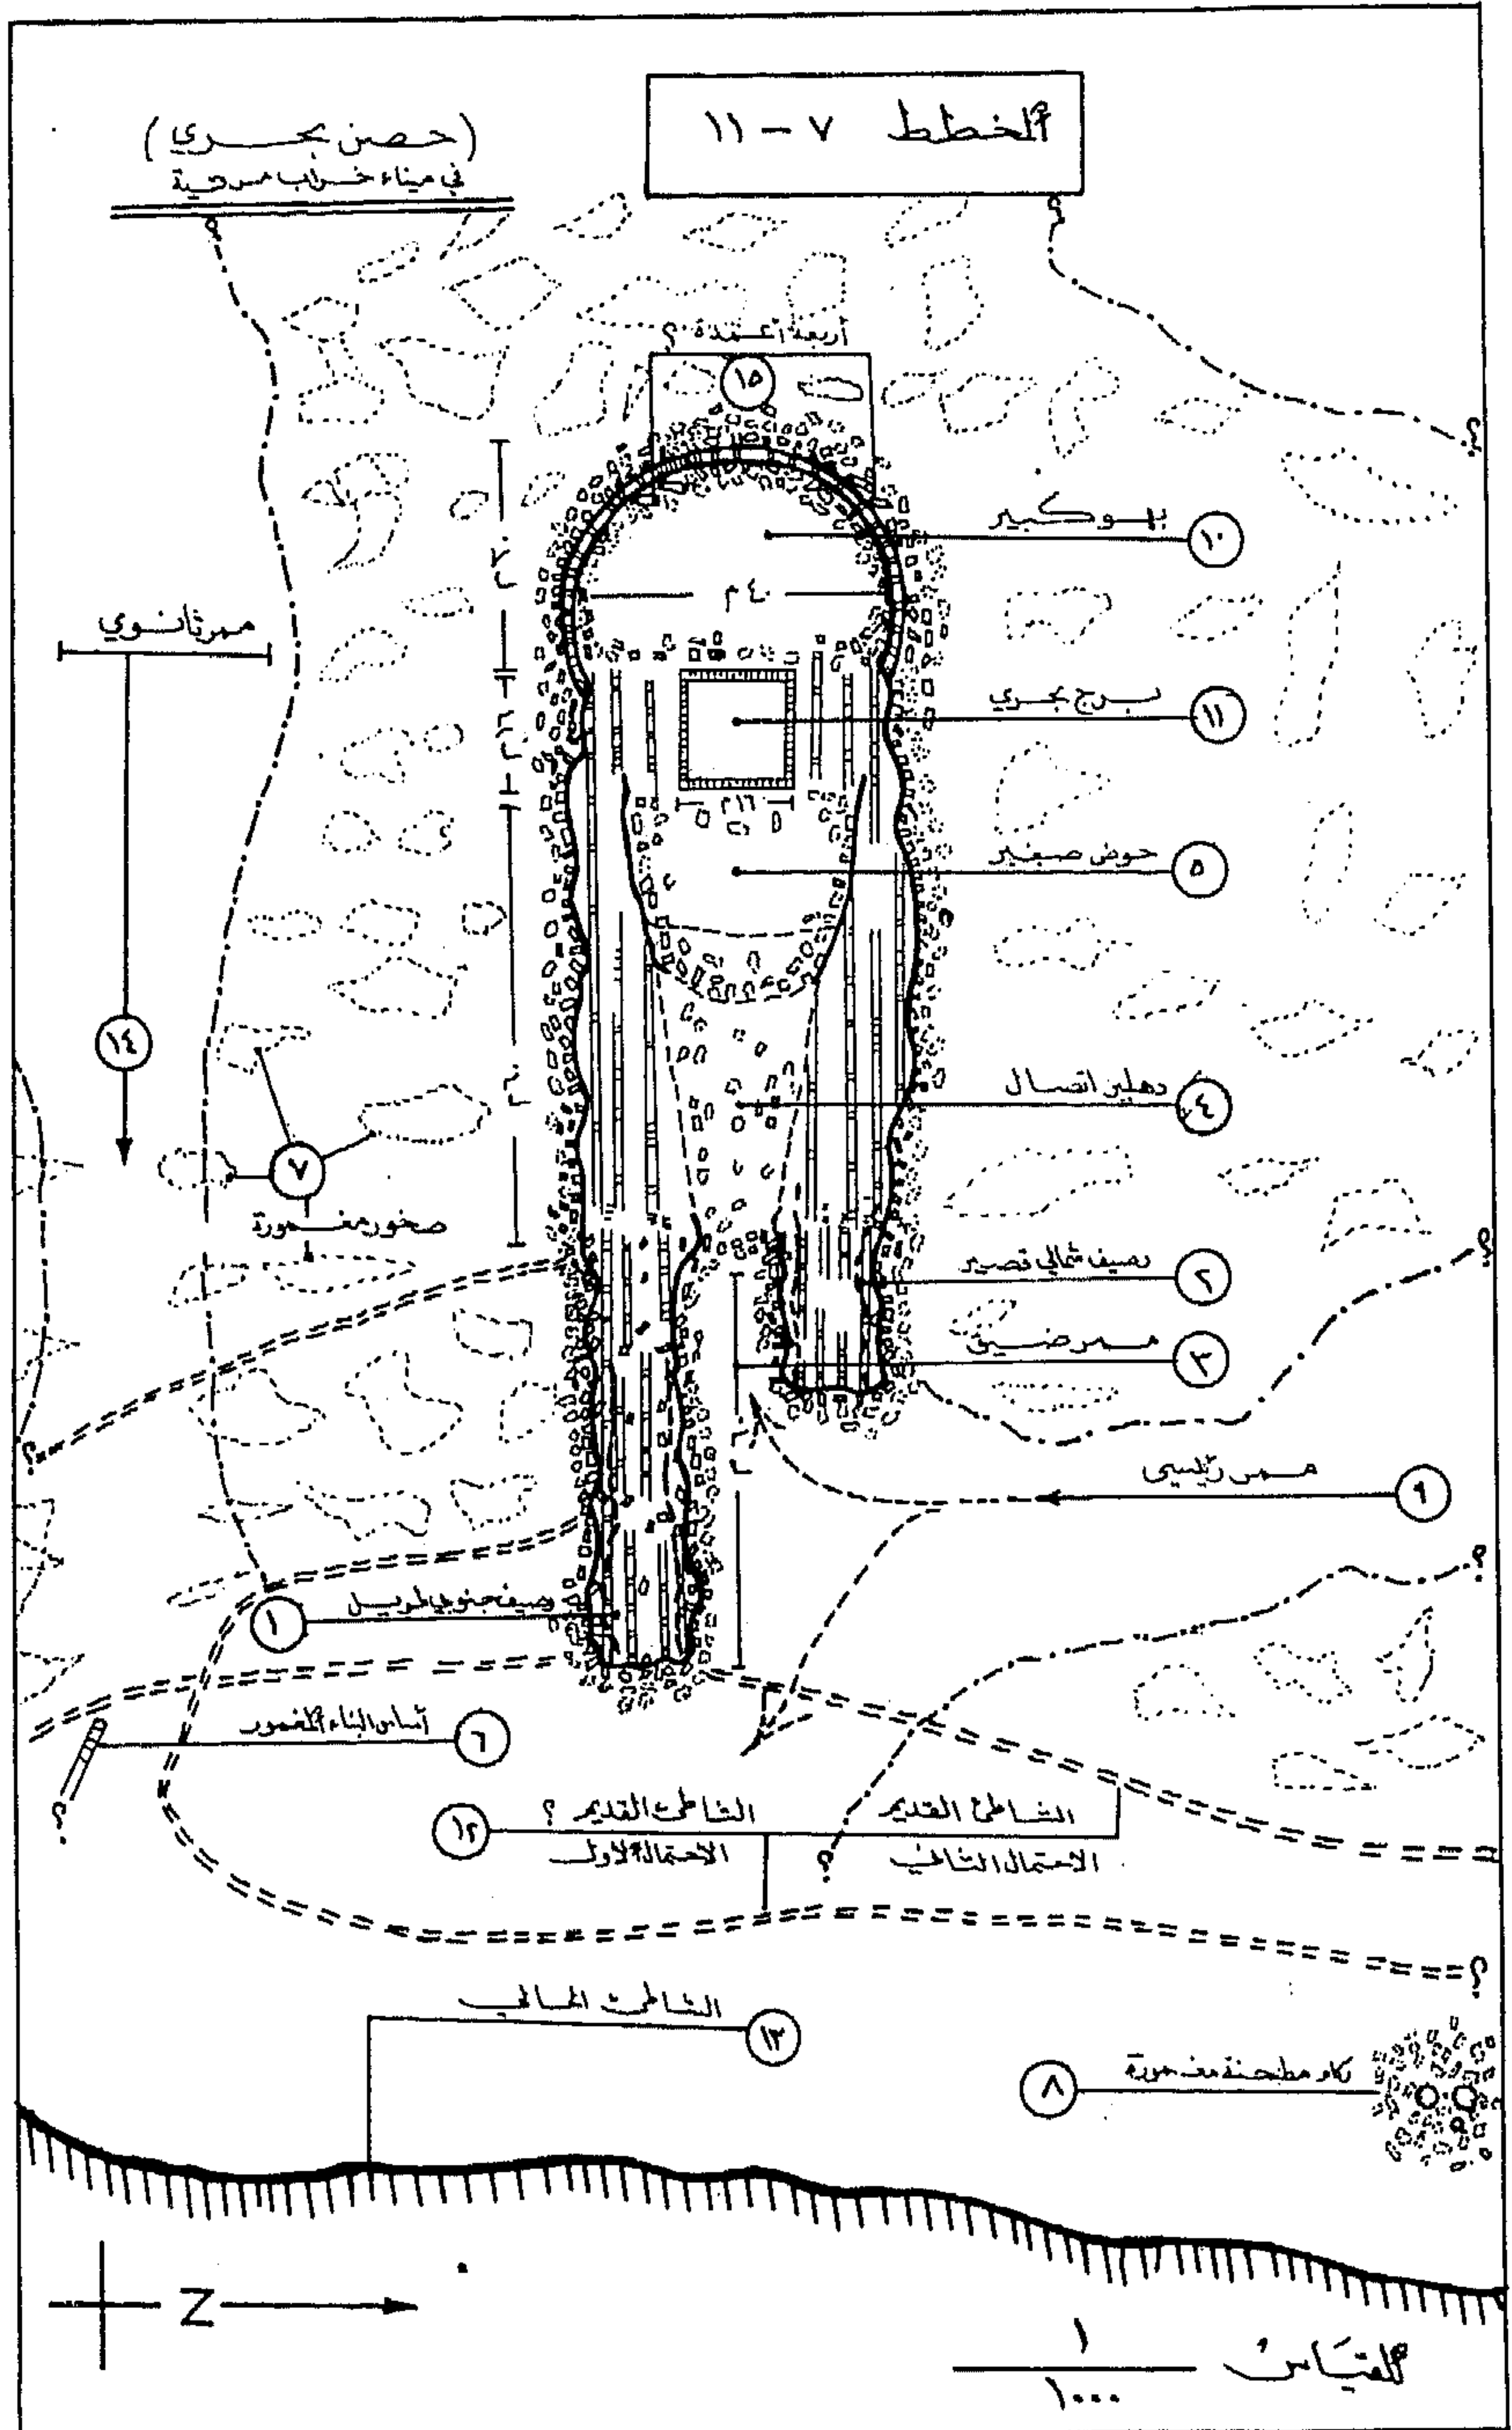 المخطط ٧ – ١١
(حصن بحري)
في ميناء خراب مرقية
أربعة أعمدة ؟
١٥
بهو كبير ١٠
٤٠ م
ممر ثانوي
برج بحري ١١
١٦ م
حوض صغير ٥
١٤
دهليز اتصال ٤
٧
صخور مغمورة
رصيف شمالي قصير ٢
ممر ضيق ٣
ممر رئيسي ٩
رصيف جنوبي طويل ١
أساس البناء المغمور ٦
الشاطئ القديم
الشاطئ القديم ؟
١٢
الاحتمال الثاني
الاحتمال الأول
الشاطئ الحالي
١٣
ركام مطحنة مغمورة ٨
N
المقياس ١
١٠٠٠